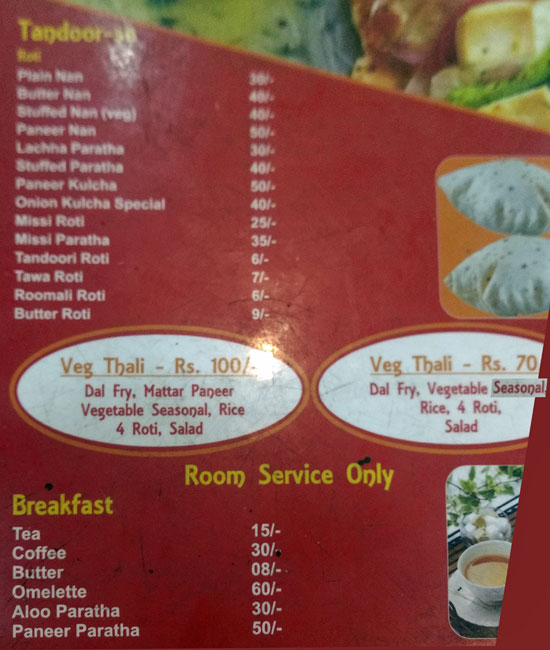 Tandoor-se
Roti
Plain Nan 30/-
Butter Nan 40/-
Stuffed Nan (veg) 40/-
Paneer Nan 50/-
Lachha Paratha 30/-
Stuffed Paratha 40/-
Paneer Kulcha 50/-
Onion Kulcha Special 40/-
Missi Roti 25/-
Missi Paratha 35/-
Tandoori Roti 6/-
Tawa Roti 7/-
Roomali Roti 6/-
Butter Roti 9/-
Veg Thali - Rs. 100/-
Dal Fry, Mattar Paneer
Vegetable Seasonal, Rice
4 Roti, Salad
Veg Thali - Rs. 70
Dal Fry, Vegetable Seasonal,
Rice, 4 Roti,
Salad
Room Service Only
Breakfast
Tea 15/-
Coffee 30/-
Butter 08/-
Omelette 60/-
Aloo Paratha 30/-
Paneer Paratha 50/-